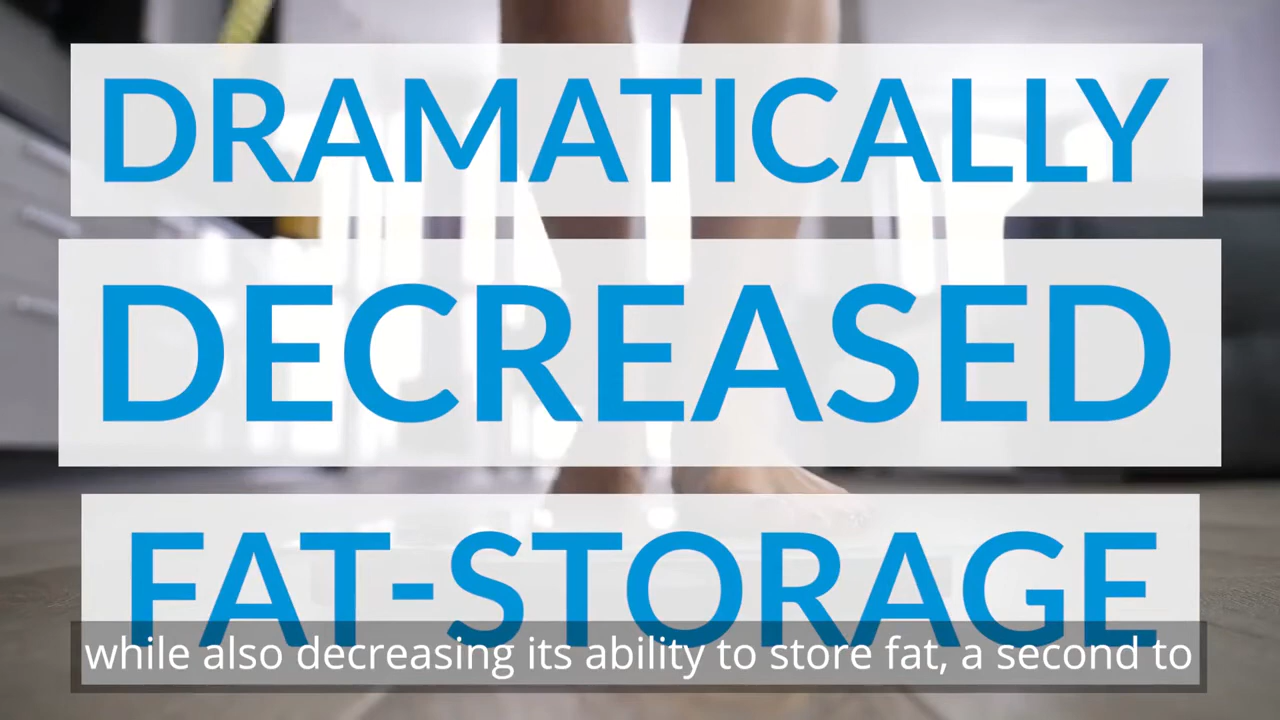 DRAMATICALLY
DECREASED
FAT-STORAGE
while also decreasing its ability to store fat, a second to